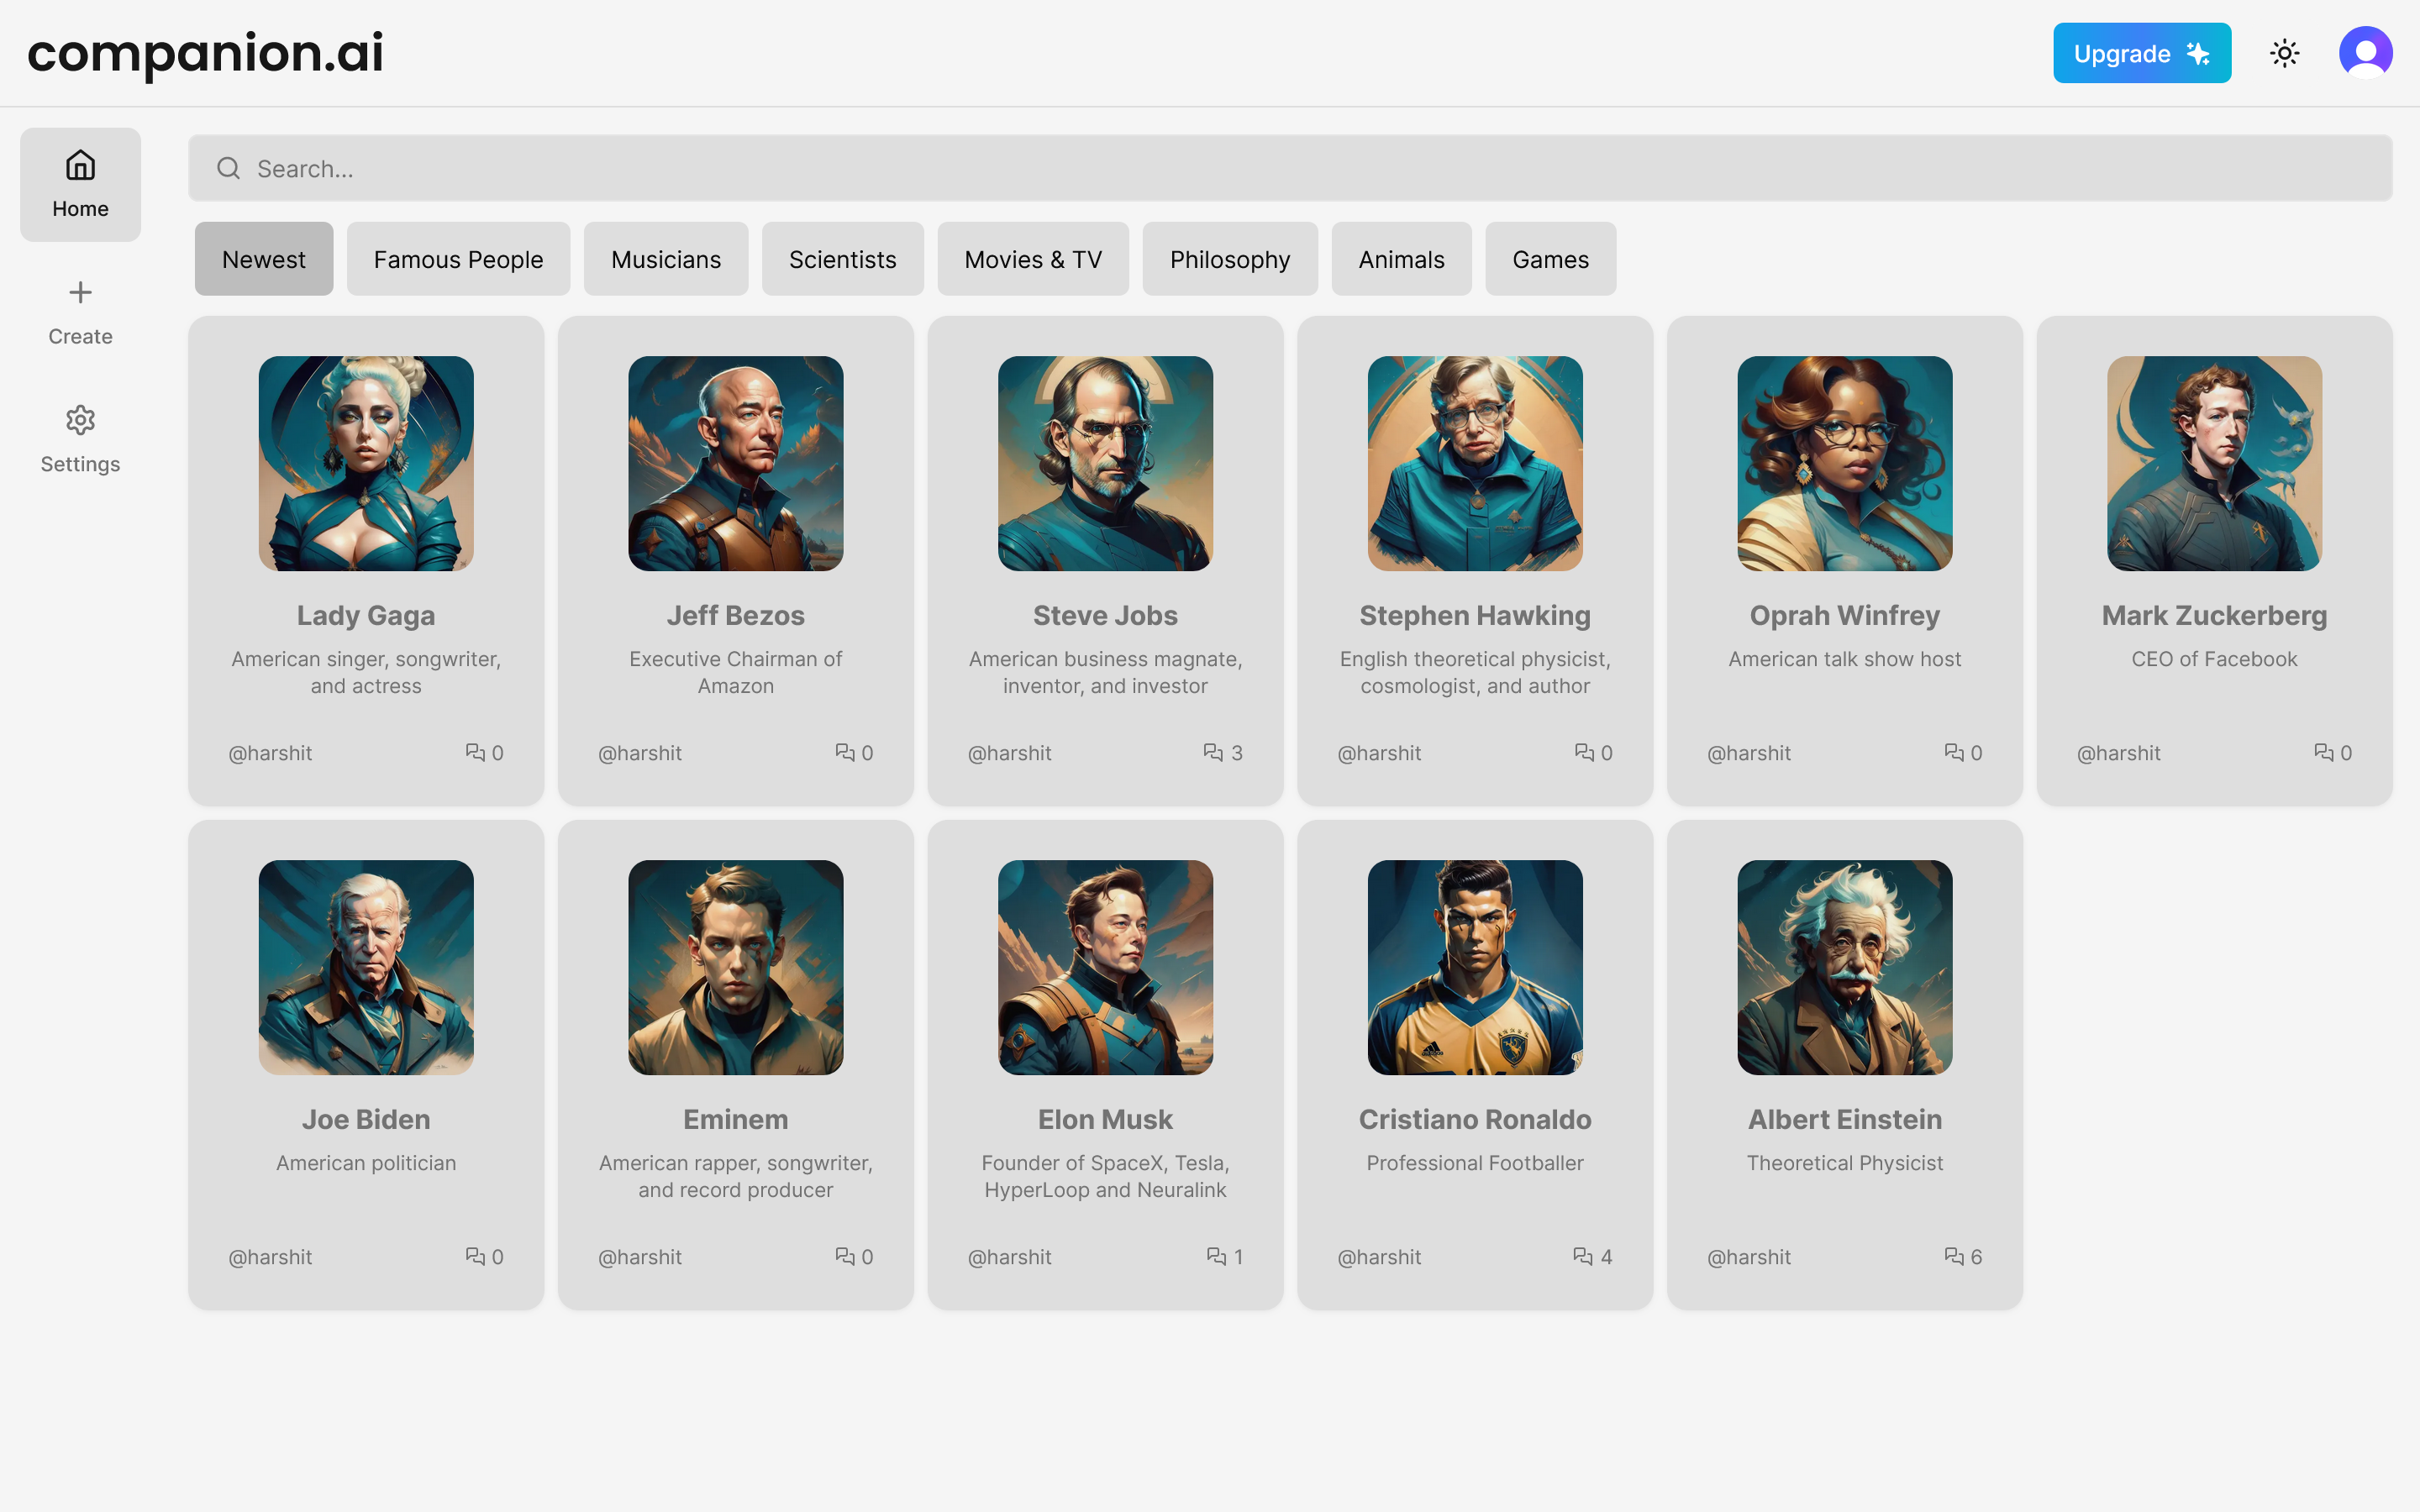 companion.ai
Upgrade
Home
Create
Settings
Search...
Newest
Famous People
Musicians
Scientists
Movies & TV
Philosophy
Animals
Games
Lady Gaga
American singer, songwriter,
and actress
@harshit
0
Jeff Bezos
Executive Chairman of
Amazon
@harshit
0
Steve Jobs
American business magnate,
inventor, and investor
@harshit
3
Stephen Hawking
English theoretical physicist,
cosmologist, and author
@harshit
0
Oprah Winfrey
American talk show host
@harshit
0
Mark Zuckerberg
CEO of Facebook
@harshit
0
Joe Biden
American politician
@harshit
0
Eminem
American rapper, songwriter,
and record producer
@harshit
0
Elon Musk
Founder of SpaceX, Tesla,
HyperLoop and Neuralink
@harshit
1
Cristiano Ronaldo
Professional Footballer
@harshit
4
Albert Einstein
Theoretical Physicist
@harshit
6